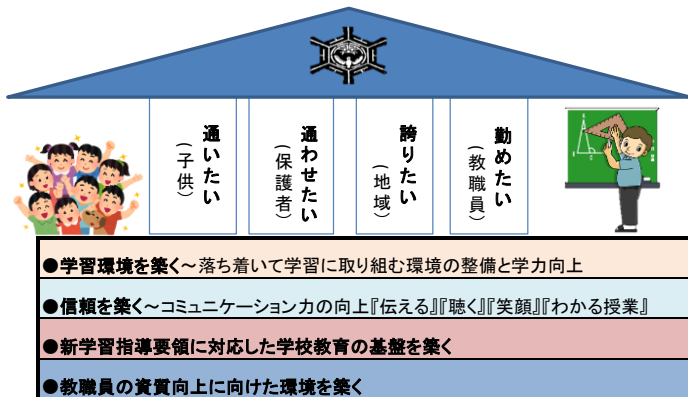 通いたい
（子供）
通わせたい
（保護者）
誇りたい
（地域）
勤めたい
（教職員）
●学習環境を築く～落ち着いて学習に取り組む環境の整備と学力向上
●信頼を築く～コミュニケーション力の向上『伝える』『聴く』『笑顔』『わかる授業』
●新学習指導要領に対応した学校教育の基盤を築く
●教職員の資質向上に向けた環境を築く